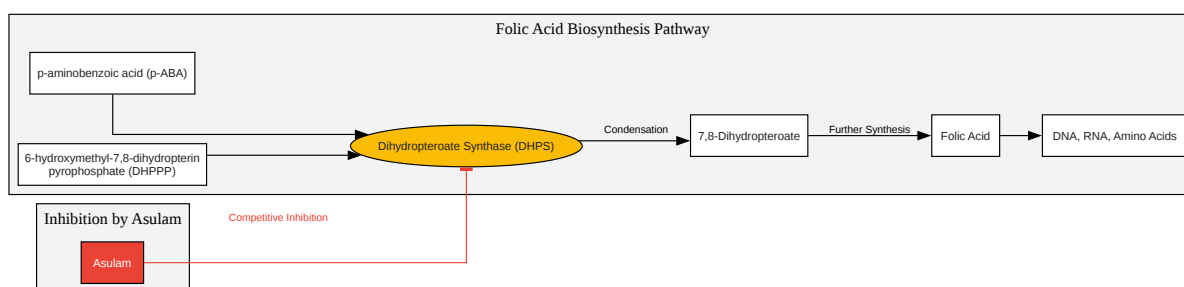 Folic Acid Biosynthesis Pathway
p-aminobenzoic acid (p-ABA)
6-hydroxymethyl-7,8-dihydropterin
pyrophosphate (DHPPP)
Dihydropteroate Synthase (DHPS)
Condensation
7,8-Dihydropteroate
Further Synthesis
Folic Acid
DNA, RNA, Amino Acids
Inhibition by Asulam
Competitive Inhibition
Asulam